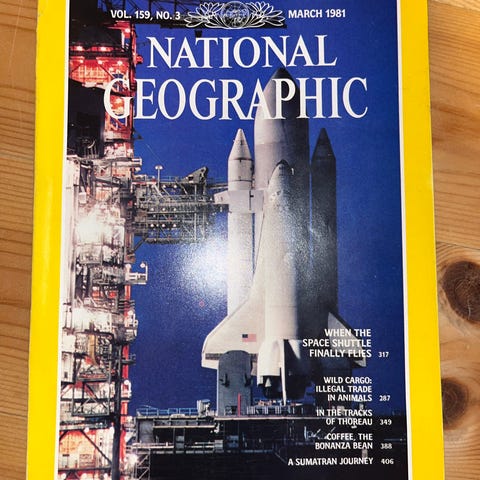 VOL. 159, NO. 3
MARCH 1981
NATIONAL
GEOGRAPHIC
WHEN THE
SPACE SHUTTLE
FINALLY FLIES 317
WILD CARGO:
ILLEGAL TRADE
IN ANIMALS 287
IN THE TRACKS
OF THOREAU 349
COFFEE, THE
BONANZA BEAN 388
A SUMATRAN JOURNEY 406